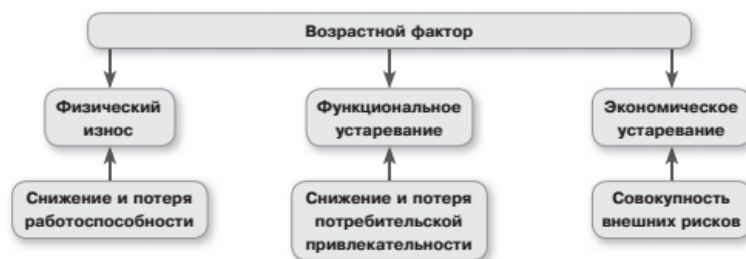 Возрастной фактор
Физический
износ
Функциональное
устаревание
Экономическое
устаревание
Снижение и потеря
работоспособности
Снижение и потеря
потребительской
привлекательности
Совокупность
внешних рисков